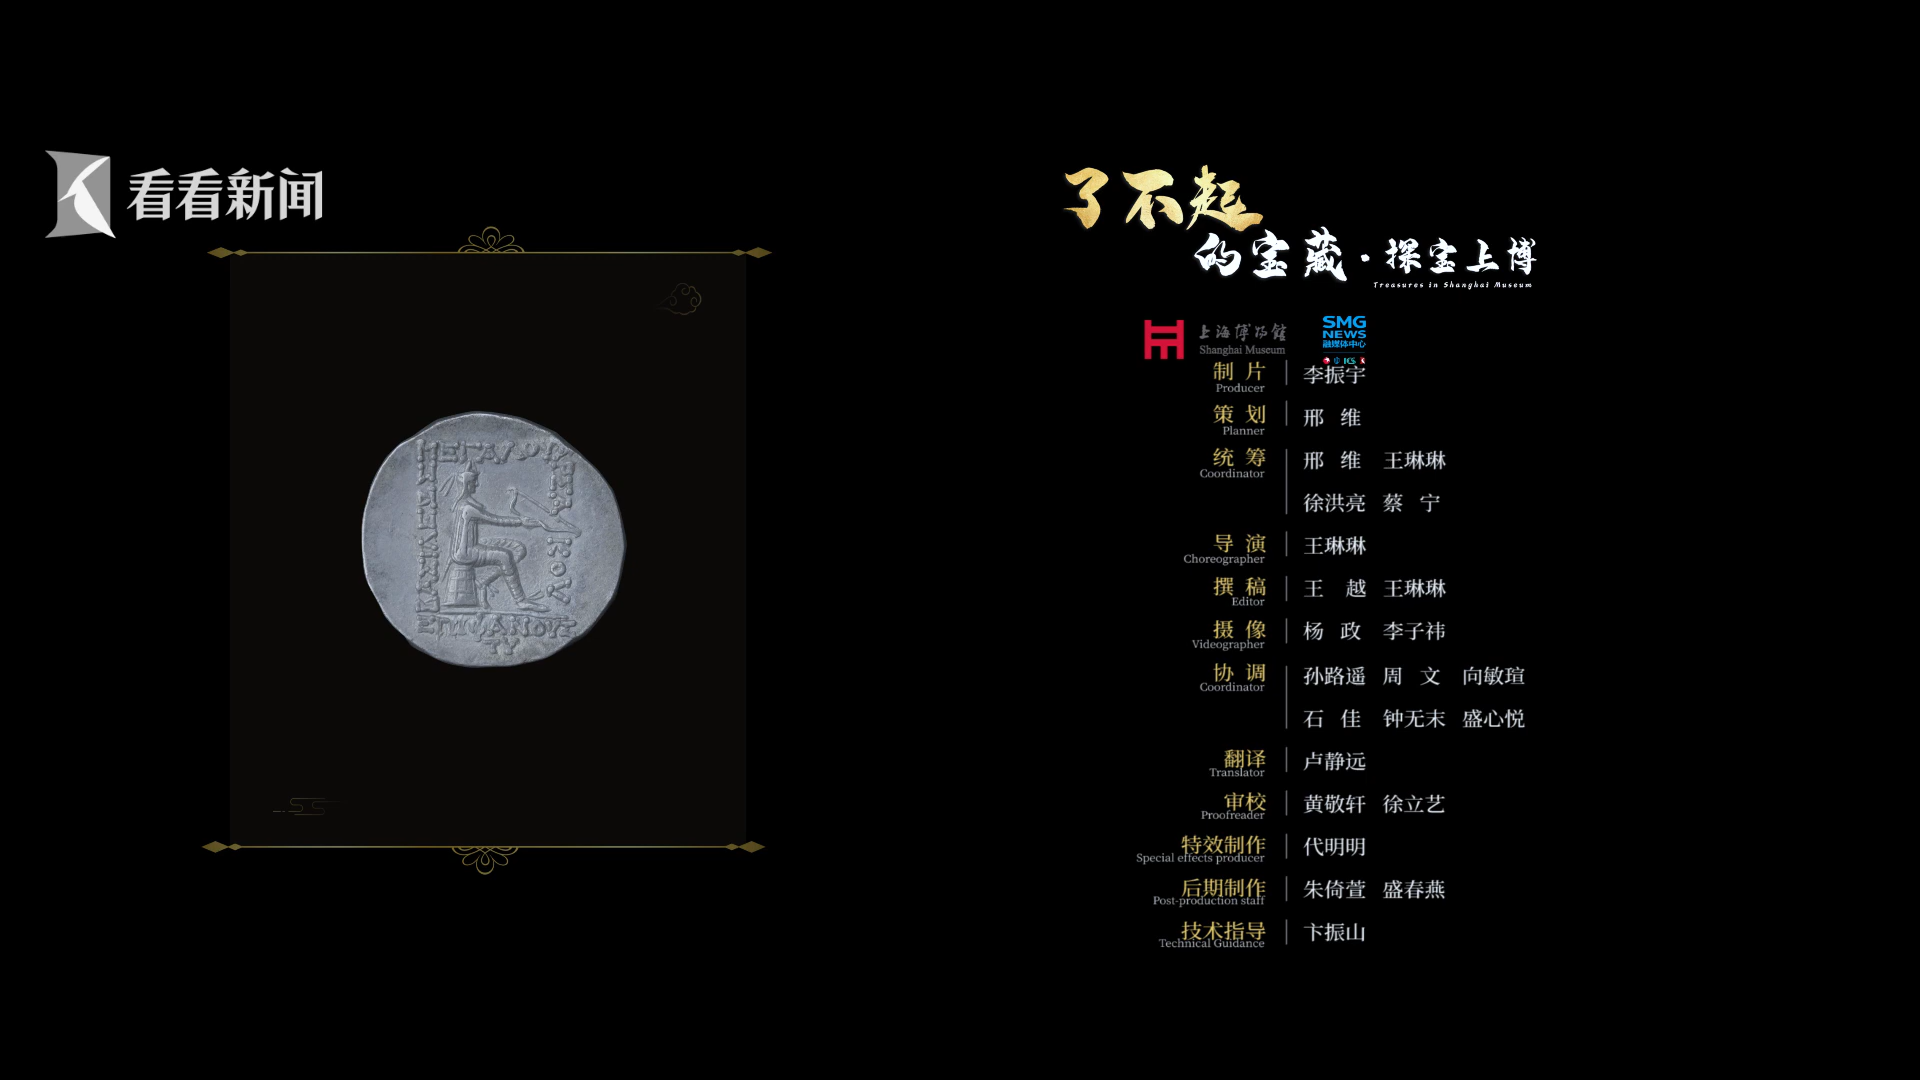 看看新闻
了不起
的宝藏·探宝上博
Treasures in Shanghai Museum
上海博物馆
Shanghai Museum
SMG
NEWS
融媒体中心
ICS
制片 李振宇
Producer
策划 邢维
Planner
统筹 邢维 王琳琳
Coordinator
徐洪亮 蔡宁
导演 王琳琳
Choreographer
撰稿 王越 王琳琳
Editor
摄像 杨政 李子祎
Videographer
协调 孙路遥 周文 向敏瑄
Coordinator
石佳 钟无末 盛心悦
翻译 卢静远
Translator
审校 黄敬轩 徐立艺
Proofreader
特效制作 代明明
Special effects producer
后期制作 朱倚萱 盛春燕
Post-production staff
技术指导 卞振山
Technical Guidance